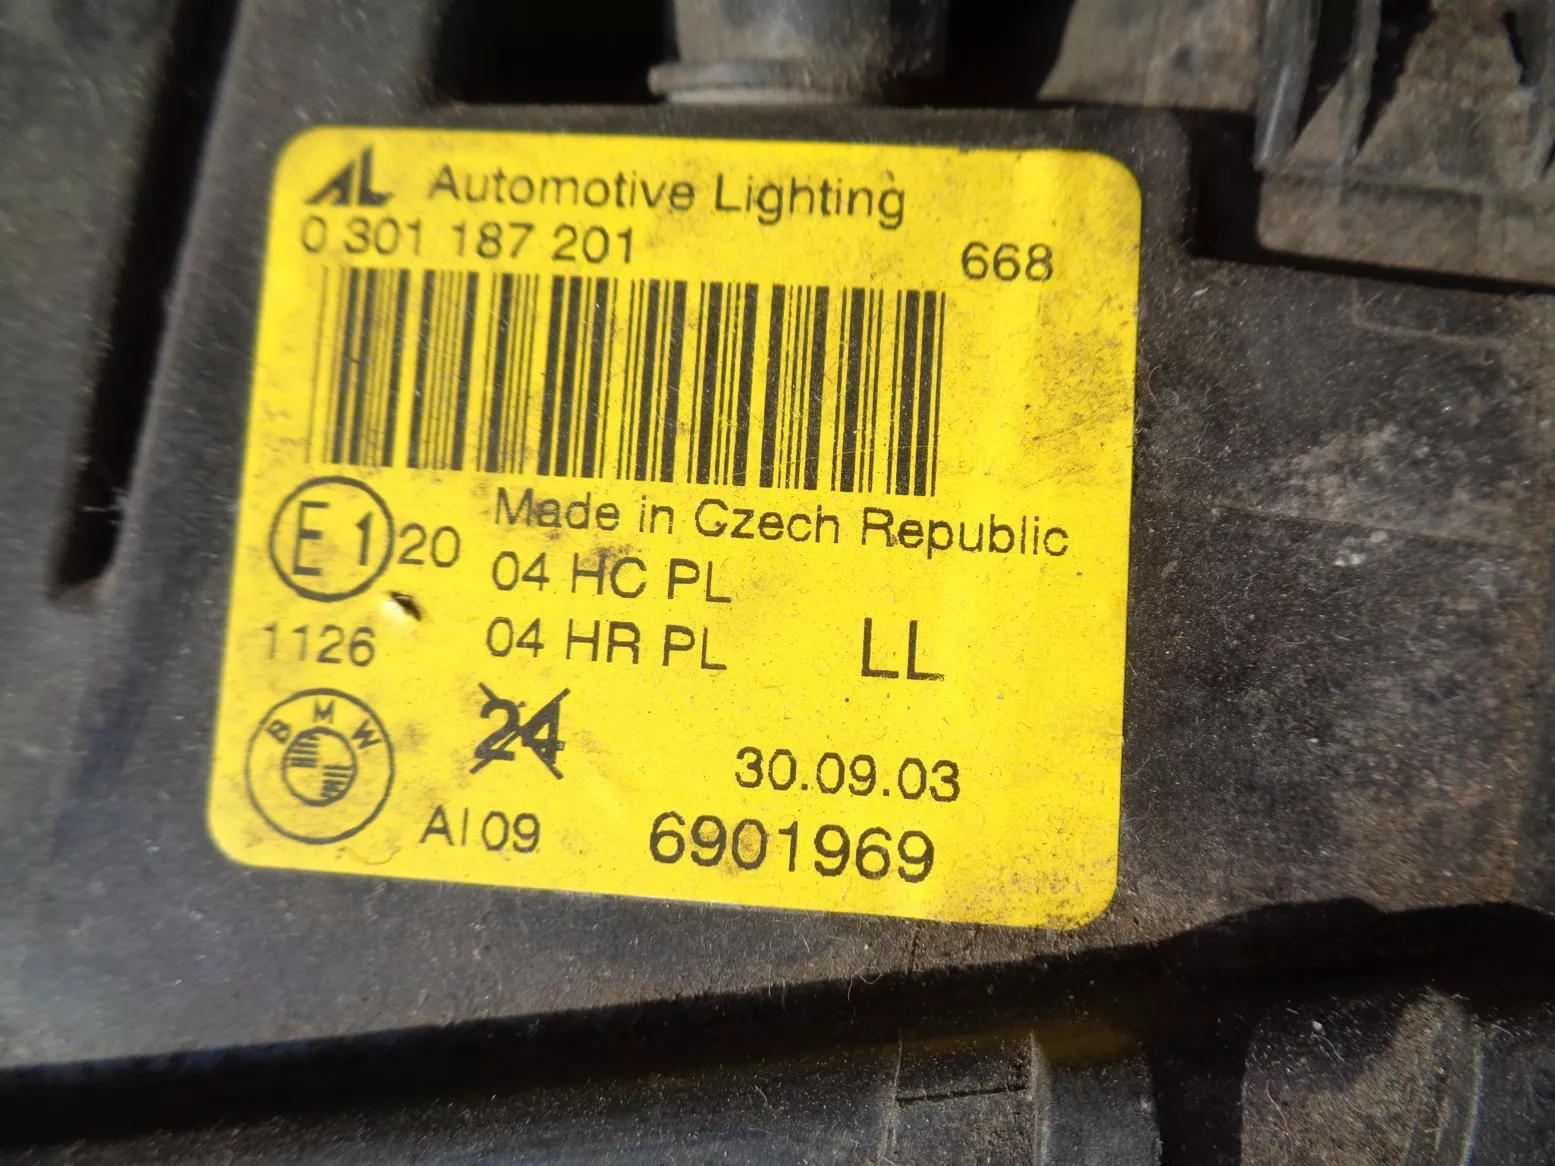 AL Automotive Lighting
0 301 187 201
668
Made in Czech Republic
E1 20
04 HC PL
1126
04 HR PL
LL
BMW
24
30.09.03
AI 09
6901969